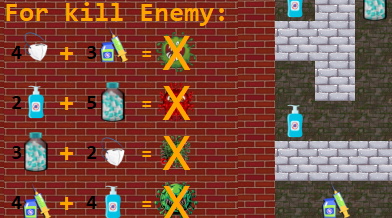 For kill Enemy:
4 + 3 = X
2 + 5 = X
3 + 2 = X
4 + 4 = X